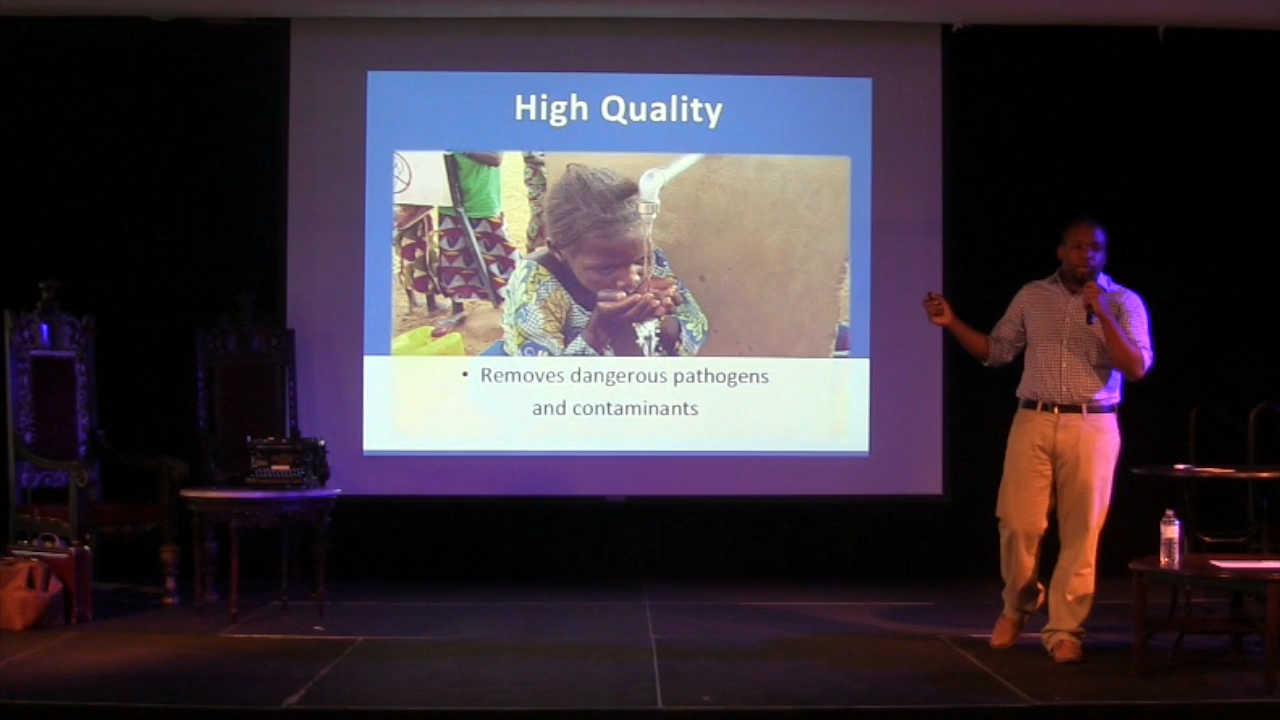 High Quality
• Removes dangerous pathogens
and contaminants